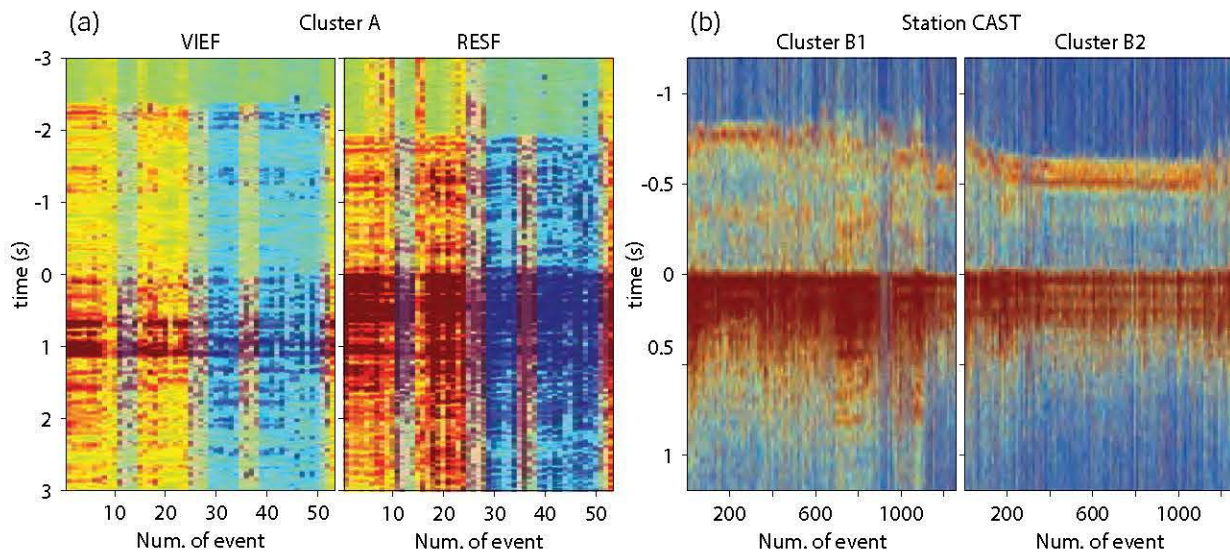 (a) Cluster A
VIEF RESF
-3
-2
-1
0
1
2
3
time (s)
10 20 30 40 50 10 20 30 40 50
Num. of event Num. of event
(b) Station CAST
Cluster B1 Cluster B2
-1
-0.5
0
0.5
1
time (s)
200 600 1000 200 600 1000
Num. of event Num. of event